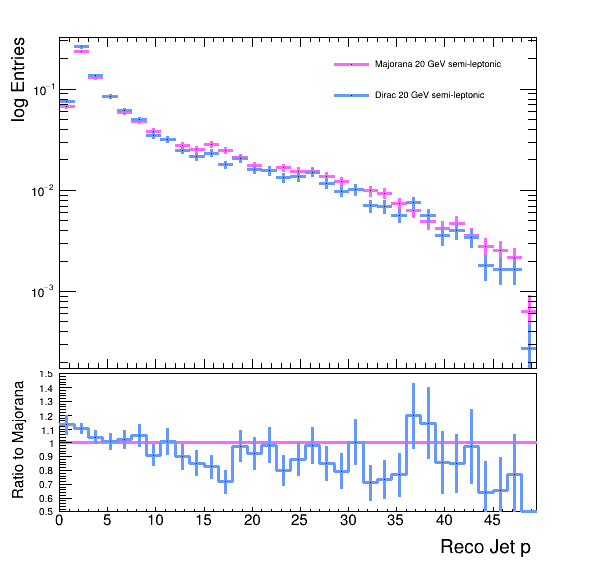 log Entries
Majorana 20 GeV semi-leptonic
Dirac 20 GeV semi-leptonic
10⁻¹
10⁻²
10⁻³
Ratio to Majorana
1.5
1.4
1.3
1.2
1.1
1
0.9
0.8
0.7
0.6
0.5
0 5 10 15 20 25 30 35 40 45
Reco Jet p